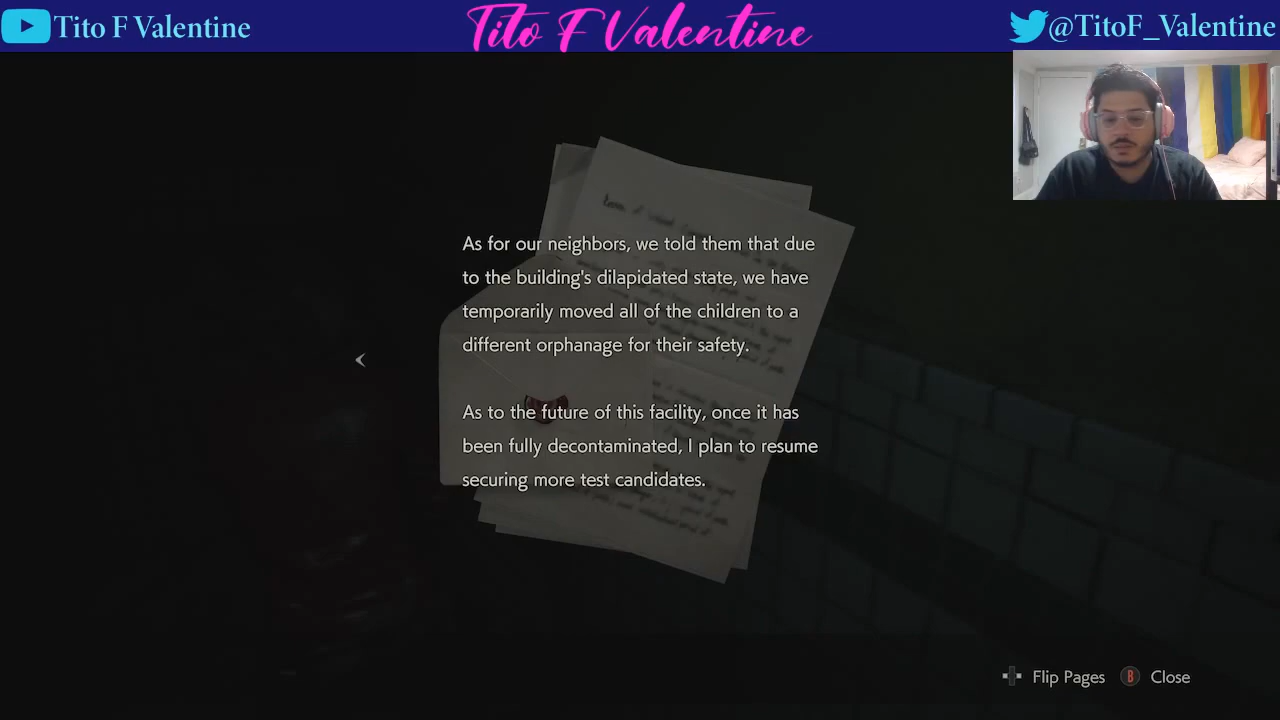 Tito F Valentine
Tito F Valentine
@TitoF_Valentine
As for our neighbors, we told them that due
to the building's dilapidated state, we have
temporarily moved all of the children to a
different orphanage for their safety.
As to the future of this facility, once it has
been fully decontaminated, I plan to resume
securing more test candidates.
Flip Pages B Close